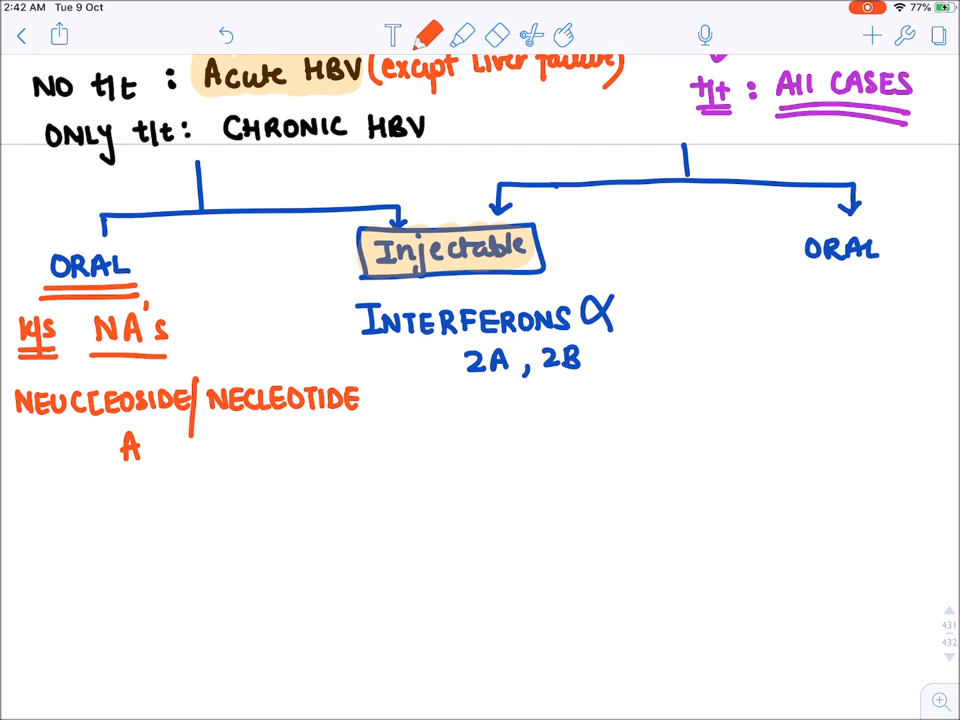 2:42 AM Tue 9 Oct
77%
T
NO t/t : Acute HBV (except Liver failure)
t/t : All CASES
ONLY t/t : CHRONIC HBV
ORAL
Injectable
ORAL
K/S NA's
INTERFERONS α
2A , 2B
NEUCLEOSIDE/NECLEOTIDE
A
431
432